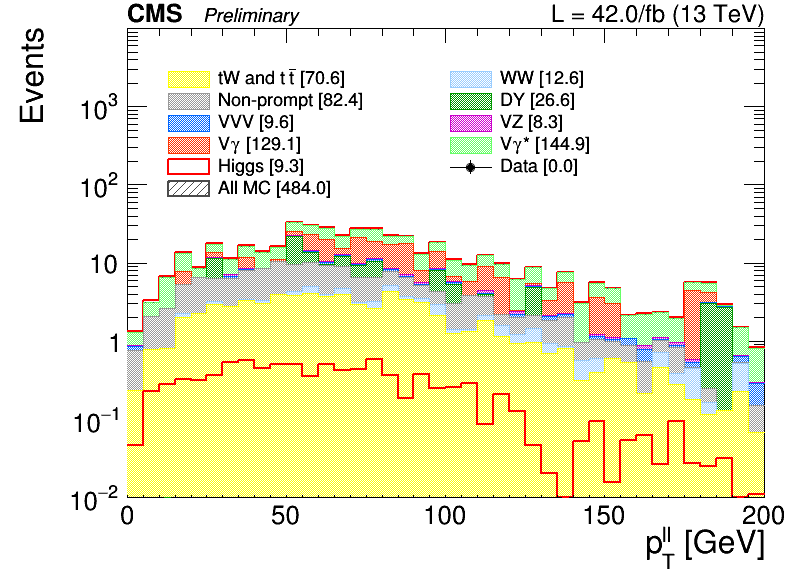 CMS Preliminary L = 42.0/fb (13 TeV)
Events
tW and tt̅ [70.6] WW [12.6]
Non-prompt [82.4] DY [26.6]
VVV [9.6] VZ [8.3]
Vγ [129.1] Vγ* [144.9]
Higgs [9.3] Data [0.0]
All MC [484.0]
10³
10²
10
1
10⁻¹
10⁻²
0 50 100 150 200
p_T^ll [GeV]